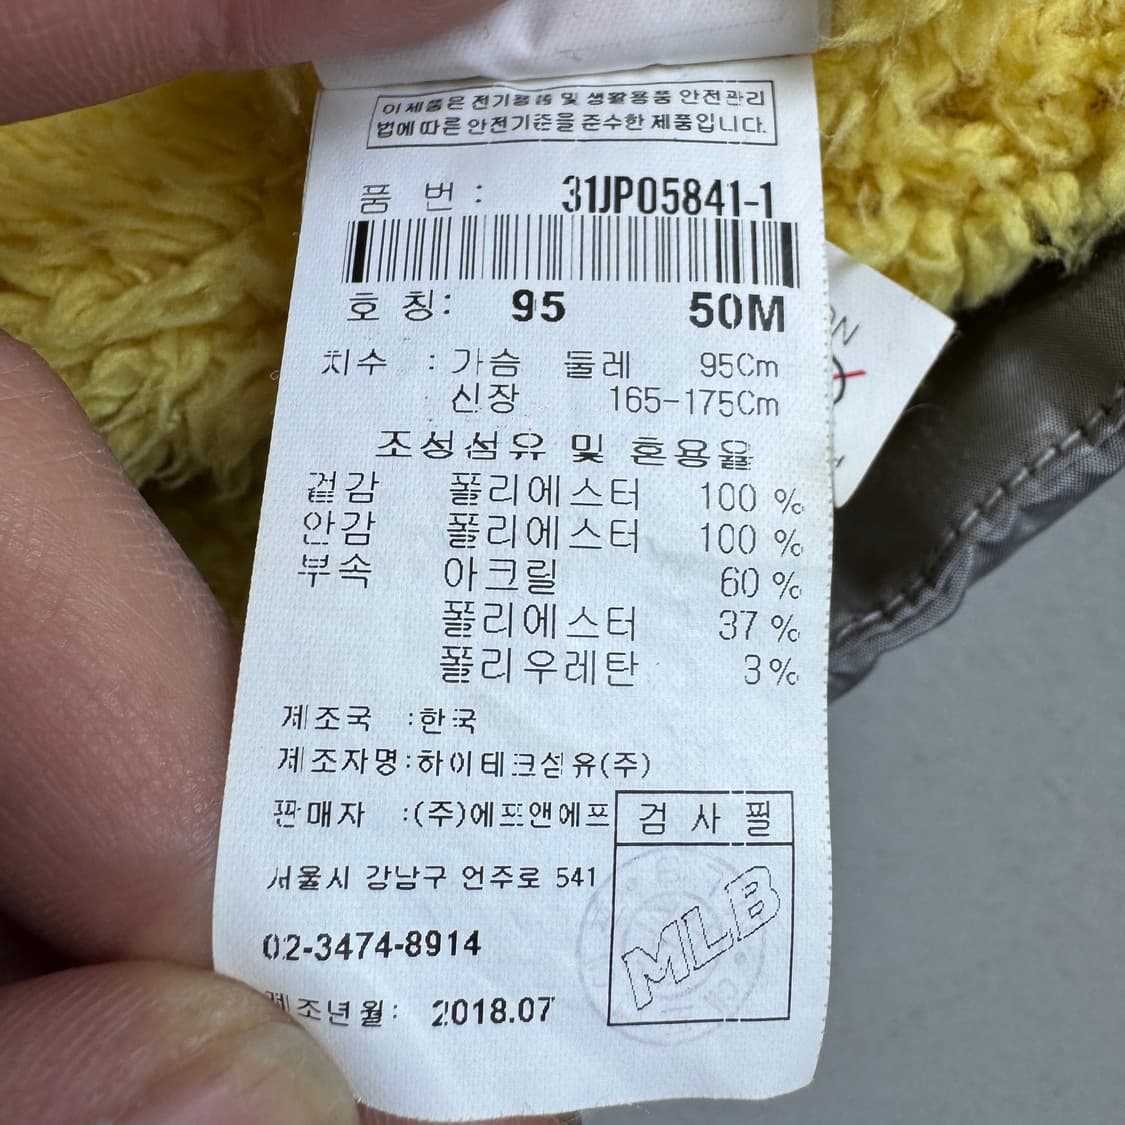 이 제품은 전기용품 및 생활용품 안전관리
법에 따른 안전기준을 준수한 제품입니다.
품 번 : 31JP05841-1
호 칭: 95 50M
치수 : 가슴 둘레 95Cm
신장 165-175Cm
조성섬유 및 혼용율
겉감 폴리에스터 100 %
안감 폴리에스터 100 %
부속 아크릴 60 %
폴리에스터 37 %
폴리우레탄 3%
제조국 :한국
제조자명:하이테크섬유(주)
판매자 :(주)에프앤에프
검 사 필
서울시 강남구 언주로 541
MLB
02-3474-8914
제조년월: 2018.07